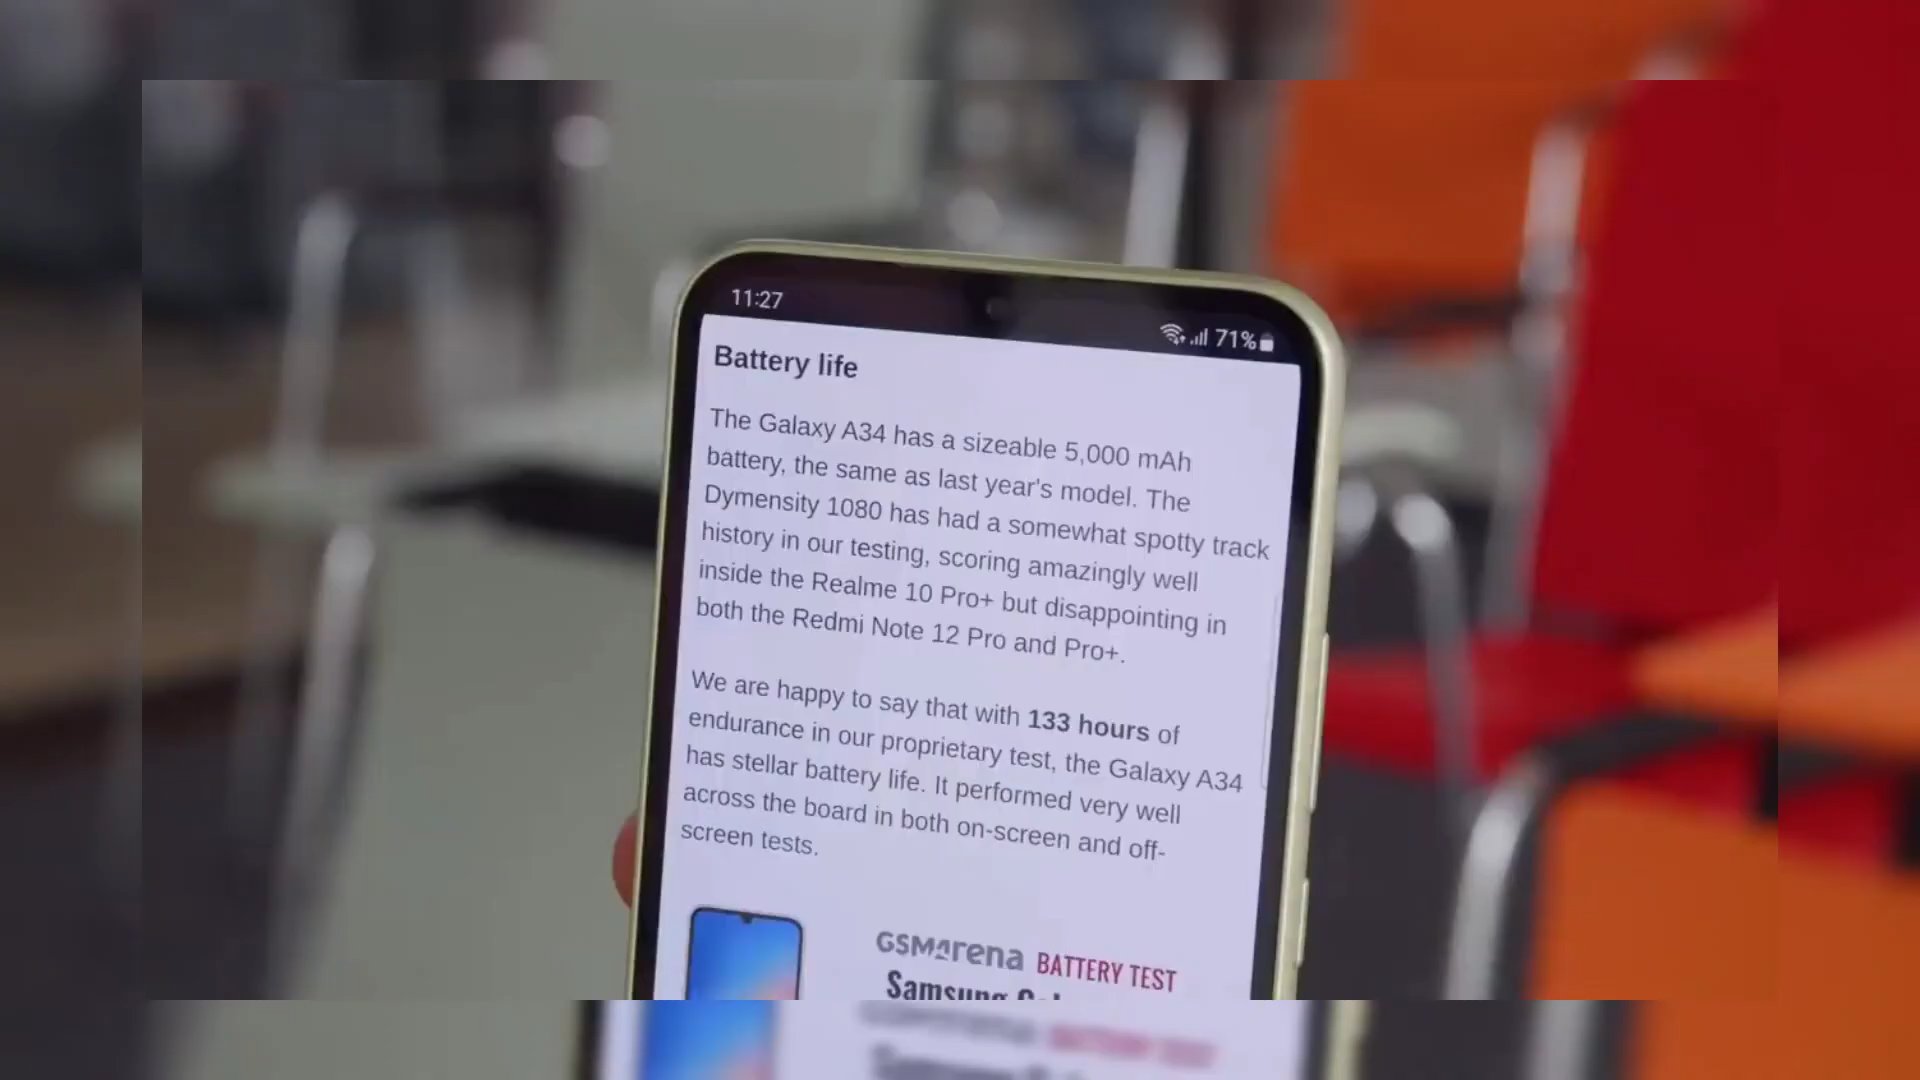 11:27
71%
Battery life
The Galaxy A34 has a sizeable 5,000 mAh
battery, the same as last year's model. The
Dymensity 1080 has had a somewhat spotty track
history in our testing, scoring amazingly well
inside the Realme 10 Pro+ but disappointing in
both the Redmi Note 12 Pro and Pro+.
We are happy to say that with 133 hours of
endurance in our proprietary test, the Galaxy A34
has stellar battery life. It performed very well
across the board in both on-screen and off-
screen tests.
GSMArena BATTERY TEST
Samsung